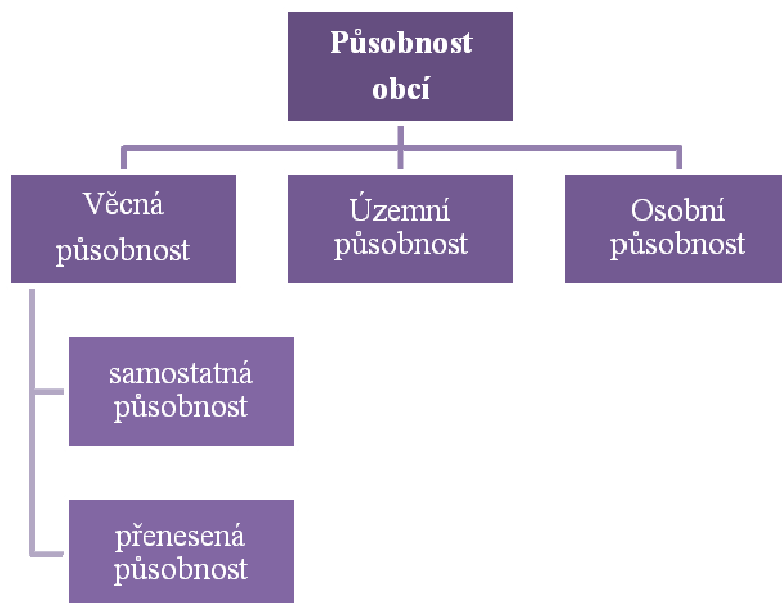 Působnost
obcí
Věcná
působnost
Územní
působnost
Osobní
působnost
samostatná
působnost
přenesená
působnost